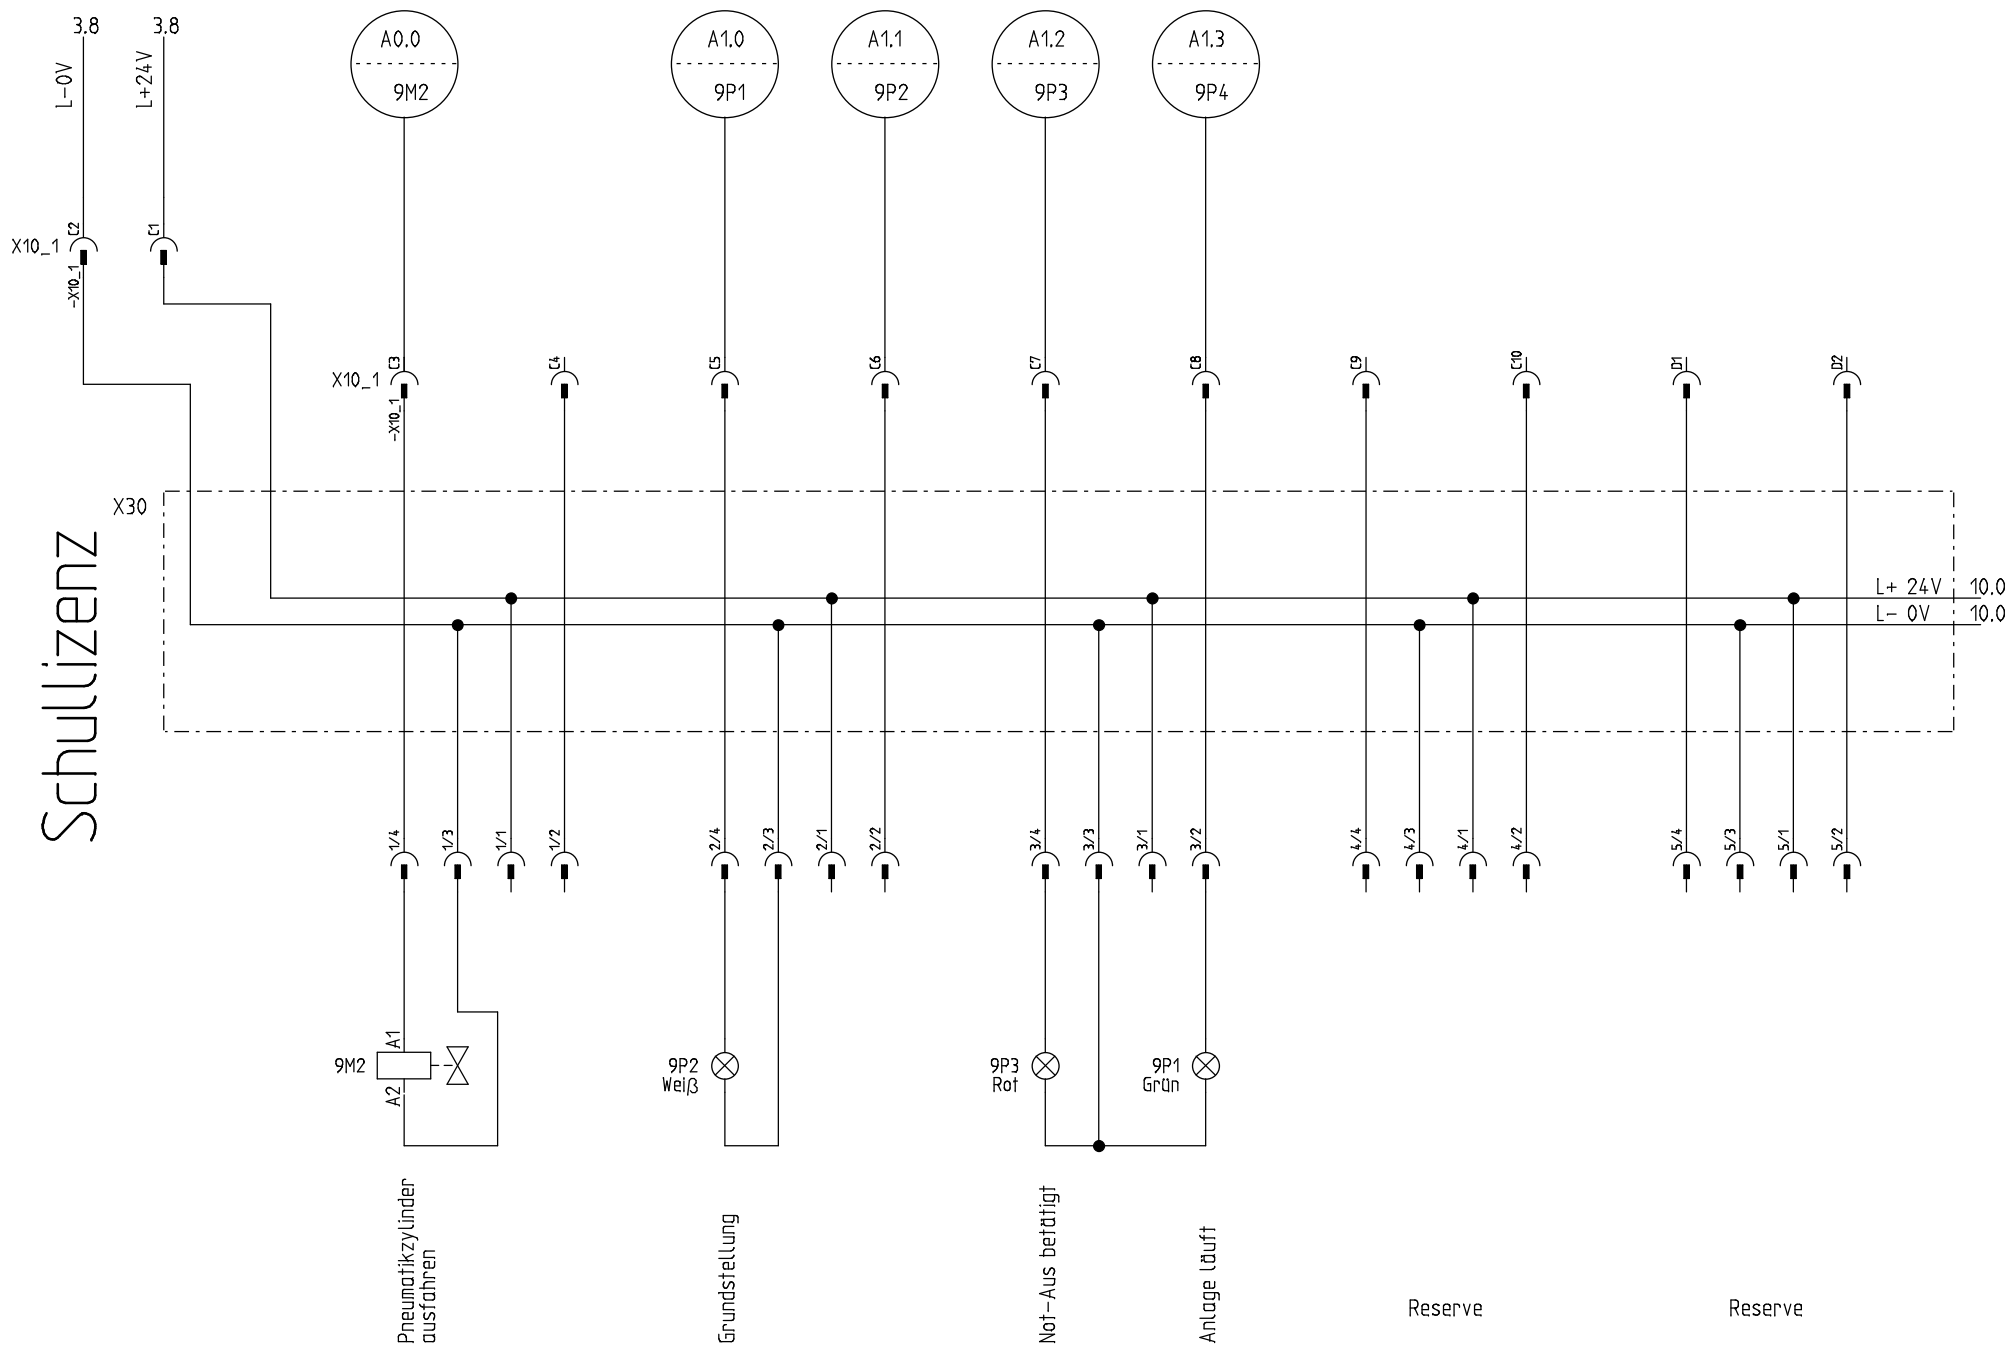 3.8
3.8
L-0V
L+24V
A0.0
9M2
A1.0
9P1
A1.1
9P2
A1.2
9P3
A1.3
9P4
X10_1
C2
C1
-X10_1
X10_1
C3
C4
C5
C6
C7
C8
C9
C10
D1
D2
-X10_1
X30
Schullizenz
L+ 24V
10.0
L- 0V
10.0
1/4
1/3
1/1
1/2
2/4
2/3
2/1
2/2
3/4
3/3
3/1
3/2
4/4
4/3
4/1
4/2
5/4
5/3
5/1
5/2
9M2
A1
A2
9P2
Weiß
9P3
Rot
9P1
Grün
Pneumatikzylinder
ausfahren
Grundstellung
Not-Aus betätigt
Anlage läuft
Reserve
Reserve